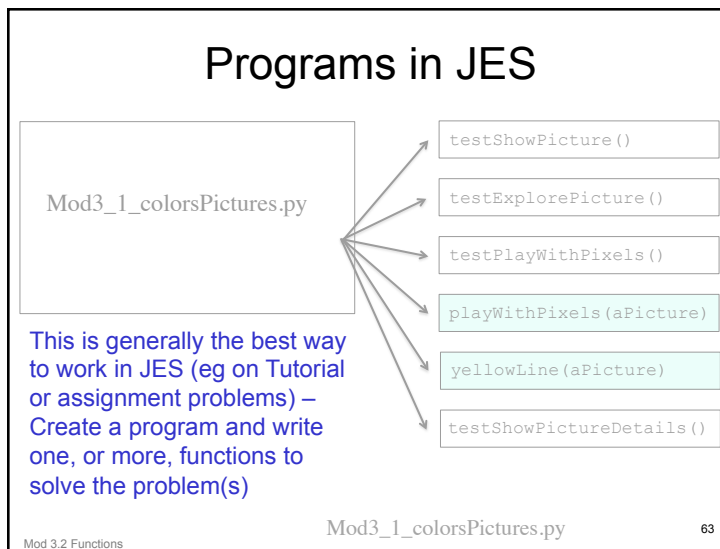 Programs in JES
Mod3_1_colorsPictures.py
testShowPicture()
testExplorePicture()
testPlayWithPixels()
playWithPixels(aPicture)
yellowLine(aPicture)
testShowPictureDetails()
This is generally the best way
to work in JES (eg on Tutorial
or assignment problems) –
Create a program and write
one, or more, functions to
solve the problem(s)
Mod3_1_colorsPictures.py
63
Mod 3.2 Functions